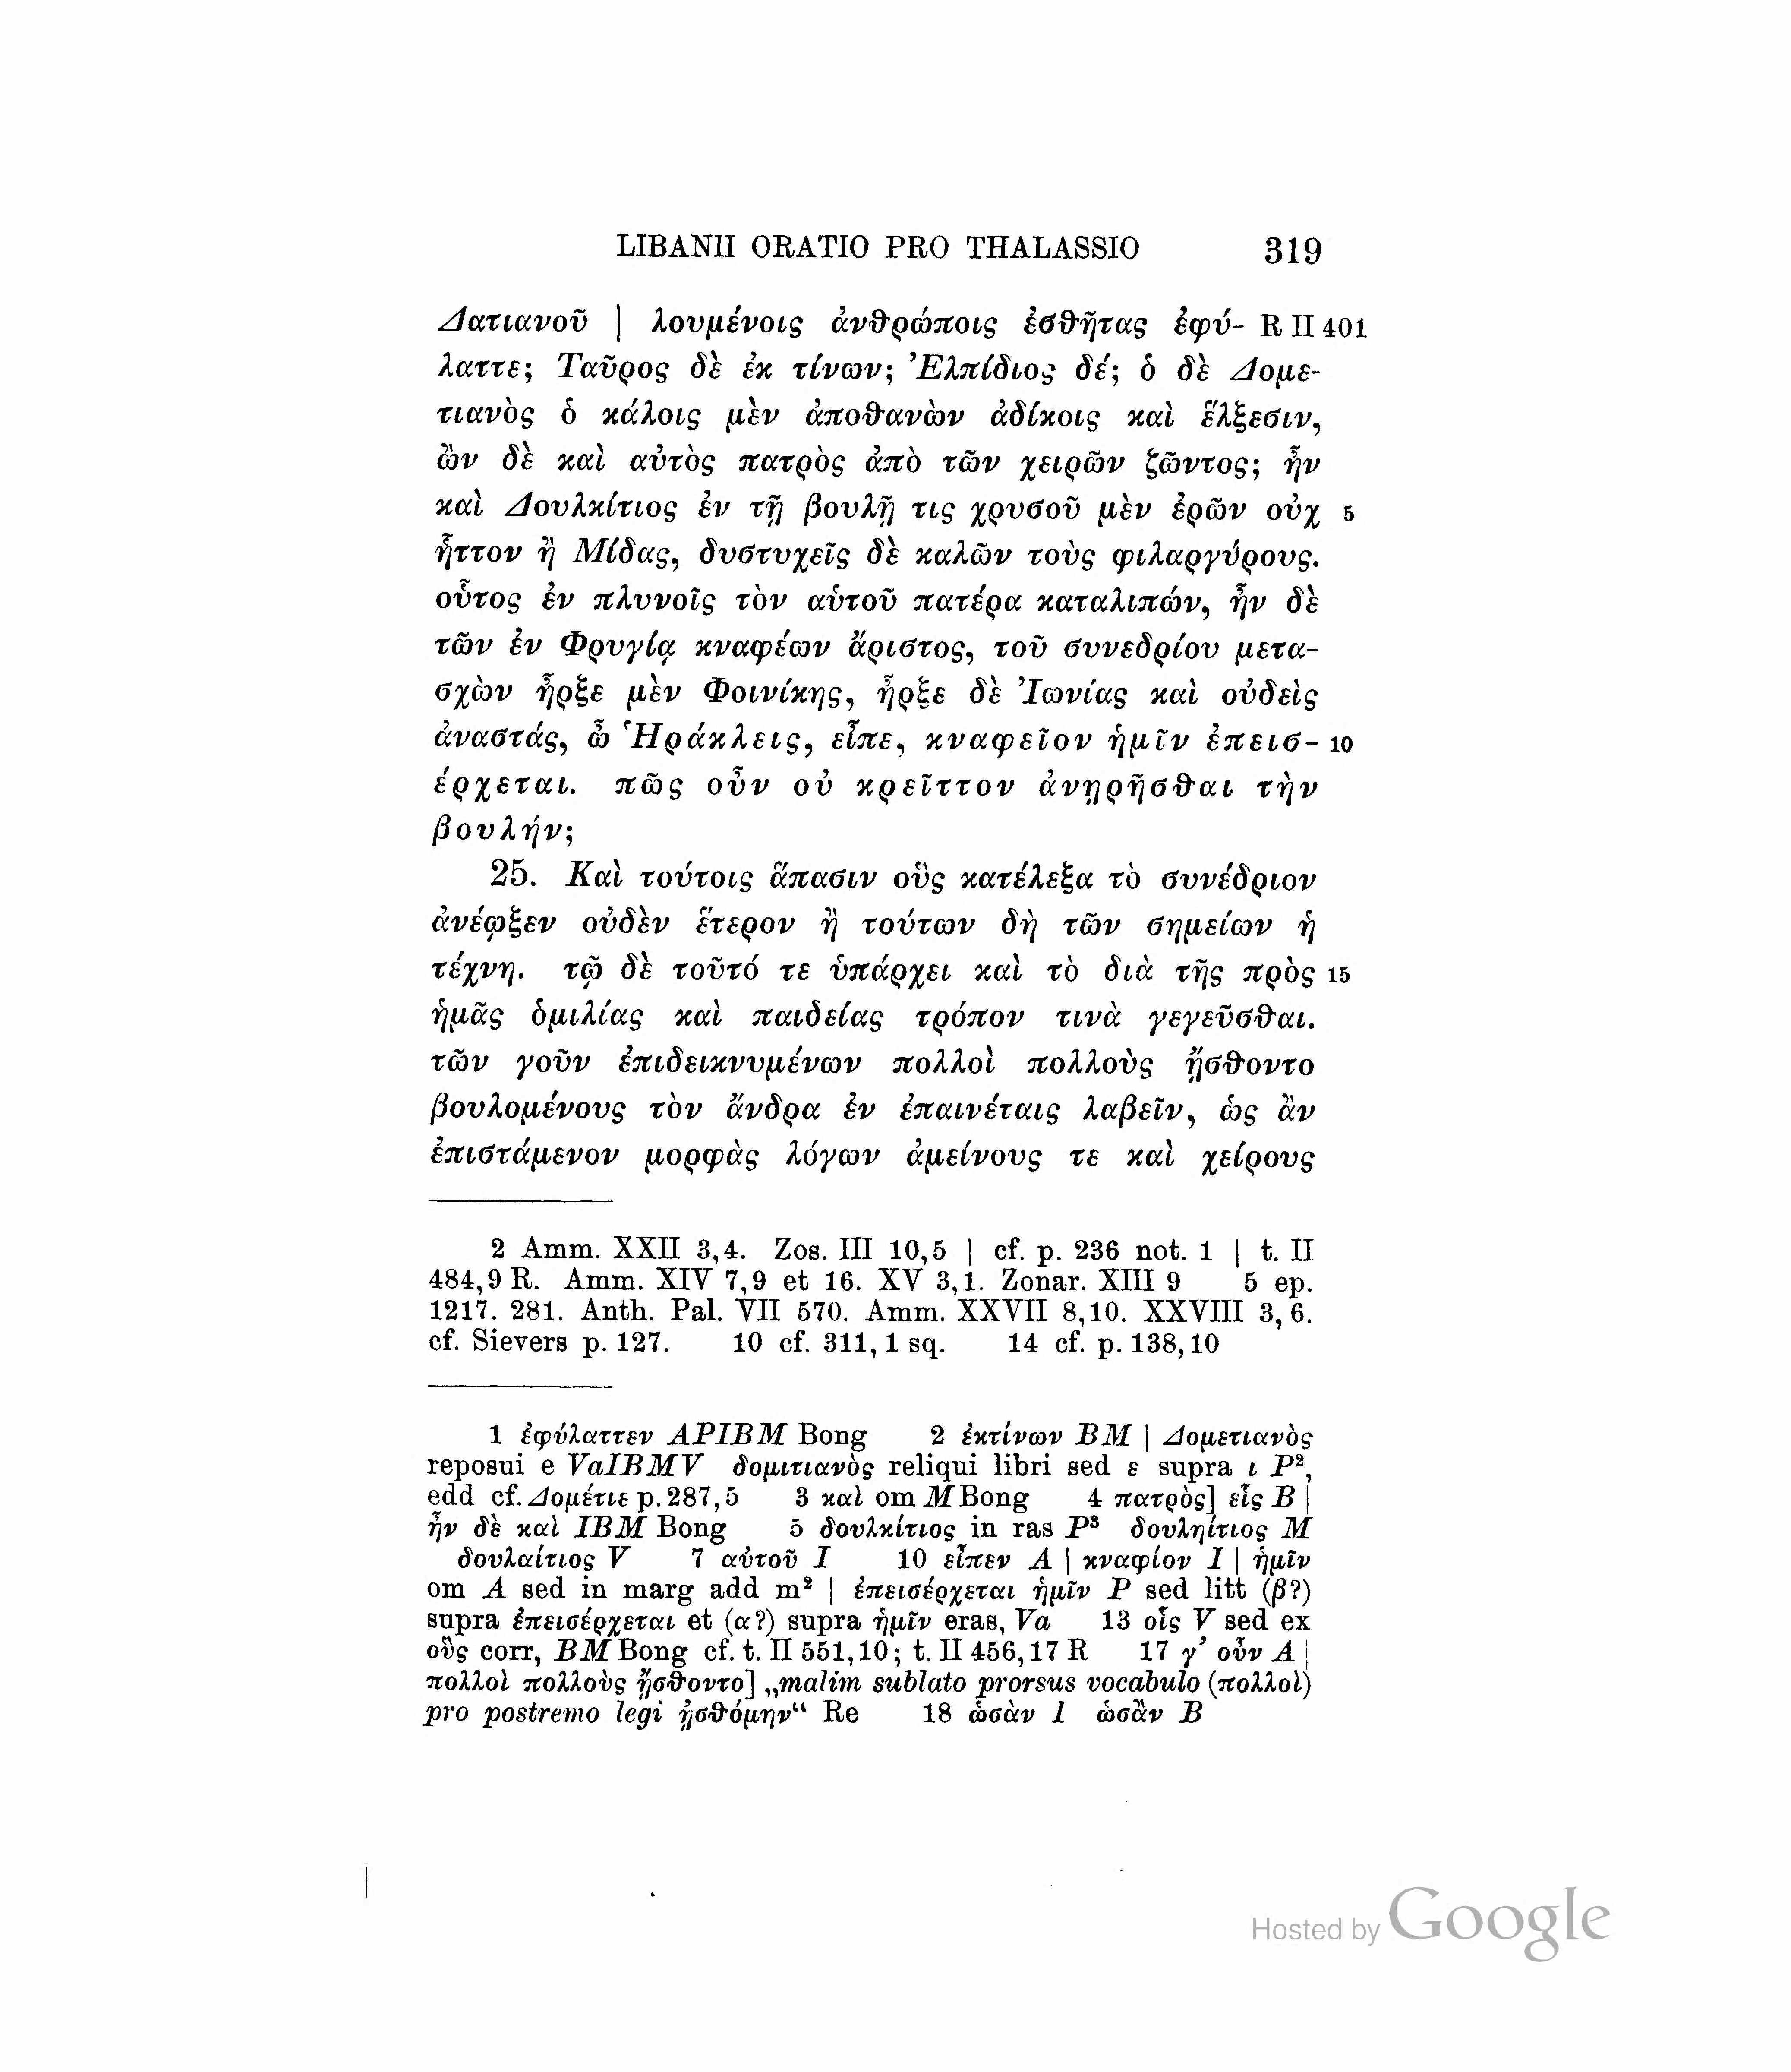 LIBANII ORATIO PRO THALASSIO 319
Δατιανοῦ | λουμένοις ἀνθρώποις ἐσθῆτας ἐφύ- R II 401
λαττε; Ταῦρος δὲ ἐκ τίνων; Ἐλπίδιος δέ; ὁ δὲ Δομε-
τιανὸς ὁ κάλοις μὲν ἀποθανὼν ἀδίκοις καὶ ἕλξεσιν,
ὢν δὲ καὶ αὐτὸς πατρὸς ἀπὸ τῶν χειρῶν ζῶντος; ἦν
καὶ Δουλκίτιος ἐν τῇ βουλῇ τις χρυσοῦ μὲν ἐρῶν οὐχ 5
ἧττον ἢ Μίδας, δυστυχεῖς δὲ καλῶν τοὺς φιλαργύρους.
οὗτος ἐν πλυνοῖς τὸν αὑτοῦ πατέρα καταλιπών, ἦν δὲ
τῶν ἐν Φρυγίᾳ κναφέων ἄριστος, τοῦ συνεδρίου μετα-
σχὼν ἦρξε μὲν Φοινίκης, ἦρξε δὲ Ἰωνίας καὶ οὐδεὶς
ἀναστάς, ὦ Ἡράκλεις, εἶπε, κναφεῖον ἡμῖν ἐπεισ- 10
έρχεται. πῶς οὖν οὐ κρεῖττον ἀνῃρῆσθαι τὴν
βουλήν;
25. Καὶ τούτοις ἅπασιν οὓς κατέλεξα τὸ συνέδριον
ἀνέῳξεν οὐδὲν ἕτερον ἢ τούτων δὴ τῶν σημείων ἡ
τέχνη. τῷ δὲ τοῦτό τε ὑπάρχει καὶ τὸ διὰ τῆς πρὸς 15
ἡμᾶς ὁμιλίας καὶ παιδείας τρόπον τινὰ γεγεῦσθαι.
τῶν γοῦν ἐπιδεικνυμένων πολλοὶ πολλοὺς ᾔσθοντο
βουλομένους τὸν ἄνδρα ἐν ἐπαινέταις λαβεῖν, ὡς ἂν
ἐπιστάμενον μορφὰς λόγων ἀμείνους τε καὶ χείρους
2 Amm. XXII 3,4. Zos. III 10,5 | cf. p. 236 not. 1 | t. II
484,9 R. Amm. XIV 7,9 et 16. XV 3,1. Zonar. XIII 9 5 ep.
1217. 281. Anth. Pal. VII 570. Amm. XXVII 8,10. XXVIII 3,6.
cf. Sievers p. 127. 10 cf. 311,1 sq. 14 cf. p. 138,10
1 ἐφύλαττεν APIBM Bong 2 ἐκτίνων BM | Δομετιανὸς
reposui e VaIBMV δομιτιανὸς reliqui libri sed ε supra ι P²,
edd cf. Δομέτιε p. 287,5 3 καὶ om M Bong 4 πατρὸς] εἷς B |
ἦν δὲ καὶ IBM Bong 5 δουλκίτιος in ras P³ δουληίτιος M
δουλαίτιος V 7 αὐτοῦ I 10 εἶπεν A | κναφίον I | ἡμῖν
om A sed in marg add m² | ἐπεισέρχεται ἡμῖν P sed litt (β?)
supra ἐπεισέρχεται et (α?) supra ἡμῖν eras, Va 13 οἷς V sed ex
οὓς corr, BM Bong cf. t. II 551,10; t. II 456,17 R 17 γ’ οὖν A |
πολλοὶ πολλοὺς ᾔσθοντο] „malim sublato prorsus vocabulo (πολλοὶ)
pro postremo legi ᾐσθόμην“ Re 18 ὡσὰν I ὡσἂν B
Hosted by Google